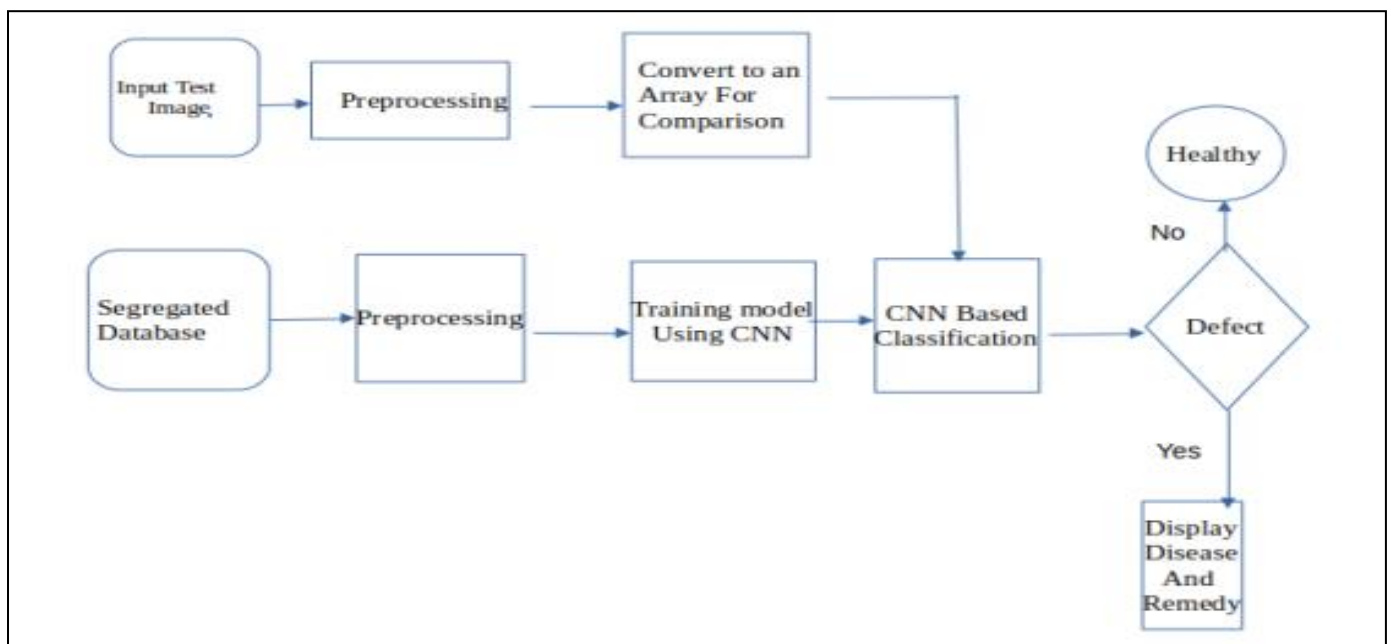 Input Test
Image
Preprocessing
Convert to an
Array For
Comparison
Healthy
No
Segregated
Database
Preprocessing
Training model
Using CNN
CNN Based
Classification
Defect
Yes
Display
Disease
And
Remedy